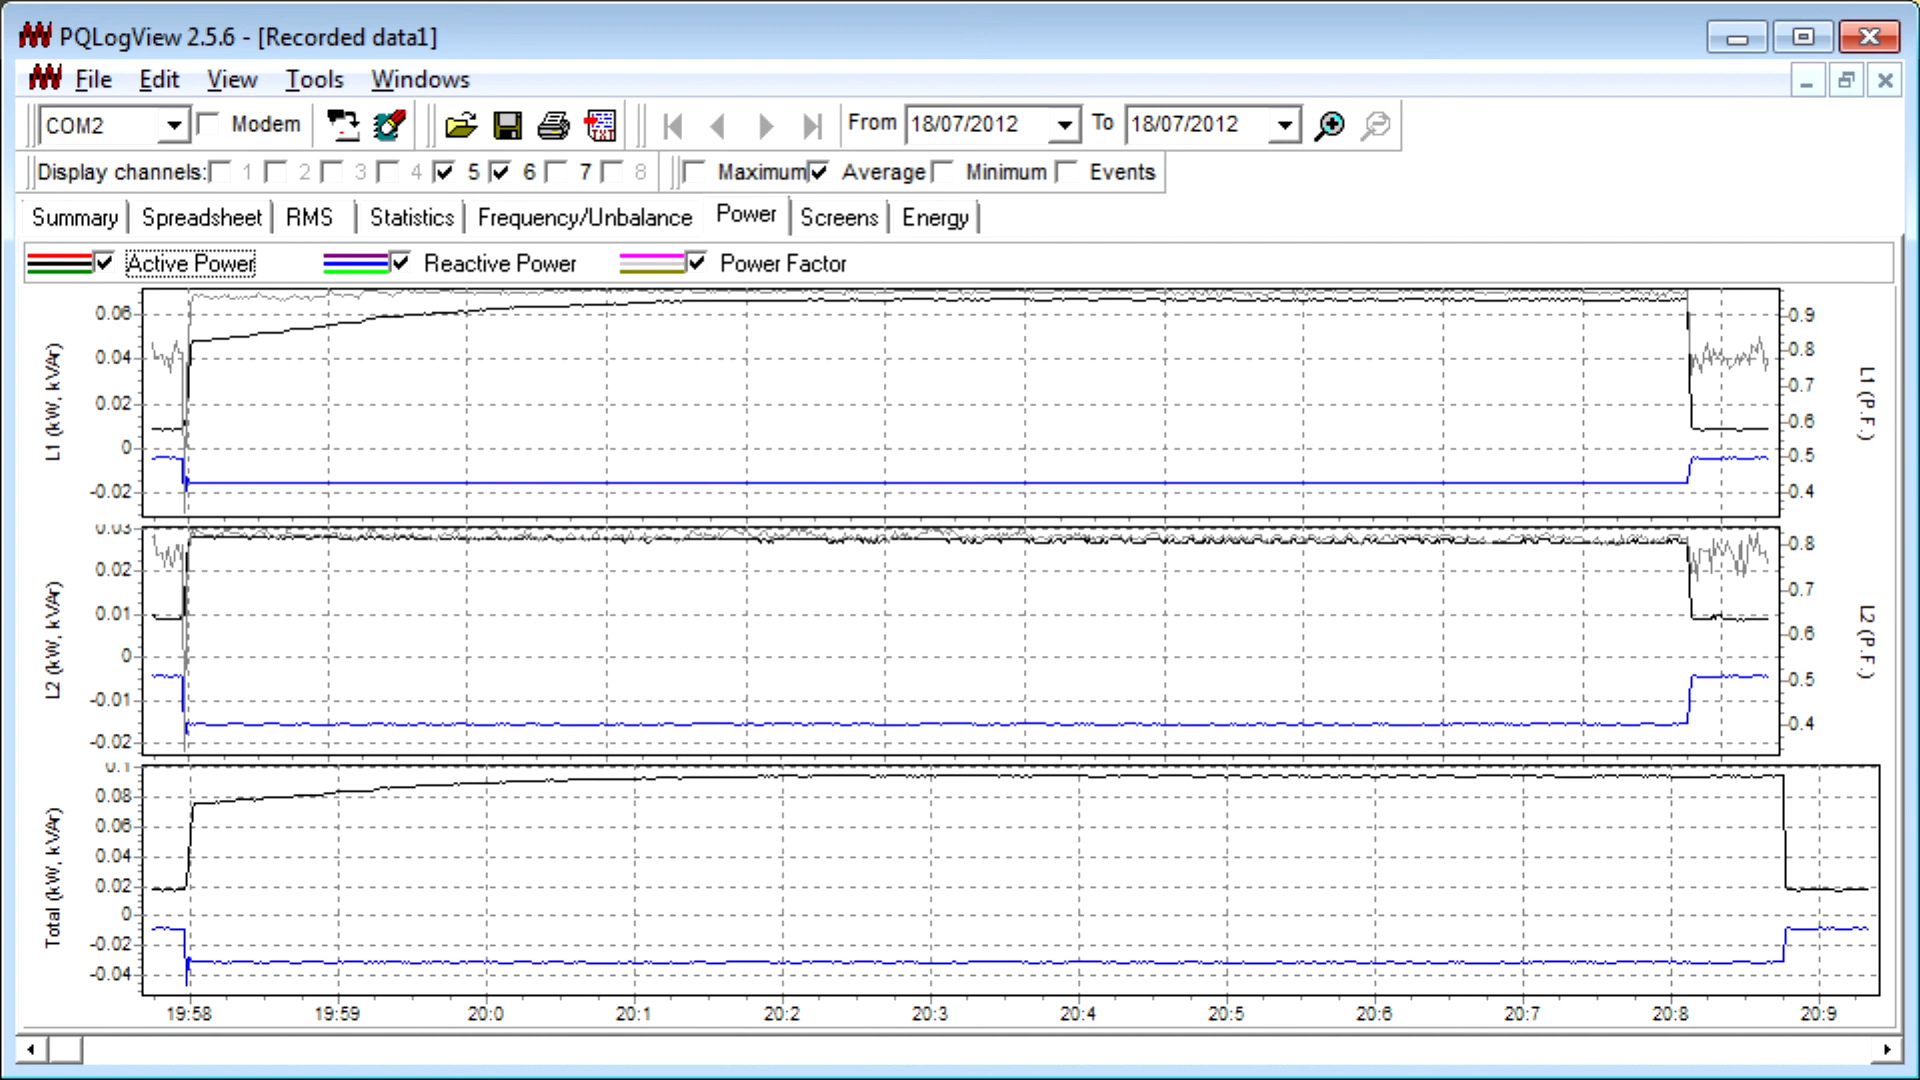 PQLogView 2.5.6 - [Recorded data1]
File Edit View Tools Windows
COM2 Modem TXT From 18/07/2012 To 18/07/2012
Display channels: 1 2 3 4 5 6 7 8 Maximum Average Minimum Events
Summary Spreadsheet RMS Statistics Frequency/Unbalance Power Screens Energy
Active Power Reactive Power Power Factor
L1 (kW, kVAr)
0.06
0.04
0.02
0
-0.02
0.9
0.8
0.7
0.6
0.5
0.4
L1 (P.F.)
L2 (kW, kVAr)
0.03
0.02
0.01
0
-0.01
-0.02
0.8
0.7
0.6
0.5
0.4
L2 (P.F.)
Total (kW, kVAr)
0.1
0.08
0.06
0.04
0.02
0
-0.02
-0.04
19:58 19:59 20:0 20:1 20:2 20:3 20:4 20:5 20:6 20:7 20:8 20:9